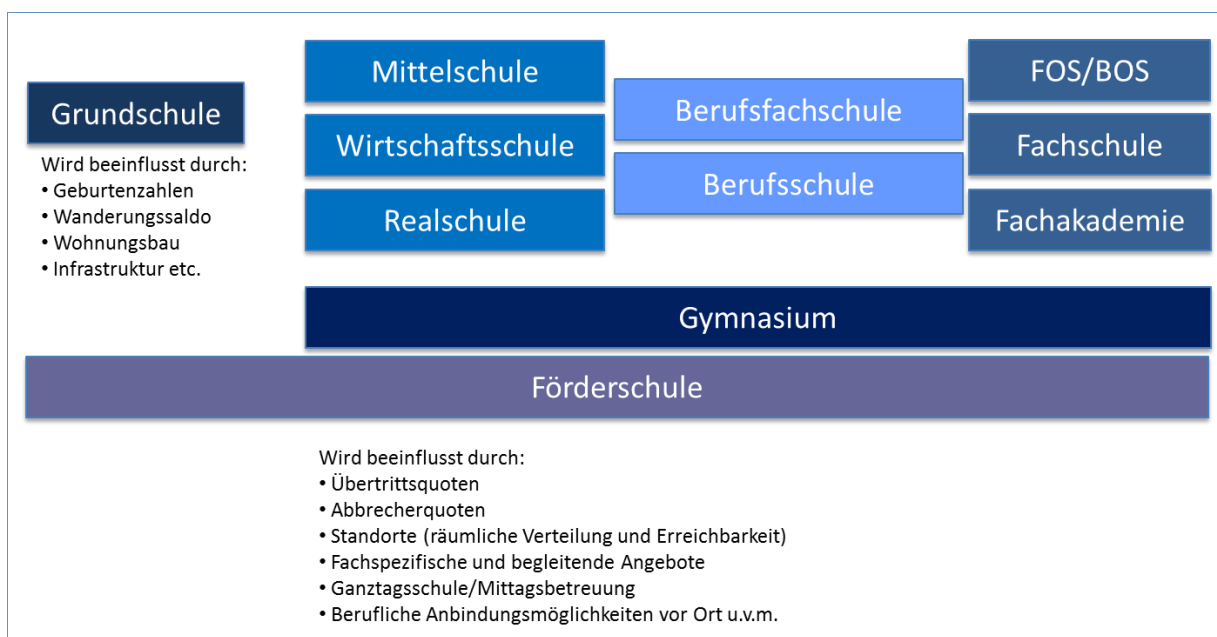 Grundschule
Wird beeinflusst durch:
• Geburtenzahlen
• Wanderungssaldo
• Wohnungsbau
• Infrastruktur etc.
Mittelschule
Wirtschaftsschule
Realschule
Berufsfachschule
Berufsschule
FOS/BOS
Fachschule
Fachakademie
Gymnasium
Förderschule
Wird beeinflusst durch:
• Übertrittsquoten
• Abbrecherquoten
• Standorte (räumliche Verteilung und Erreichbarkeit)
• Fachspezifische und begleitende Angebote
• Ganztagsschule/Mittagsbetreuung
• Berufliche Anbindungsmöglichkeiten vor Ort u.v.m.